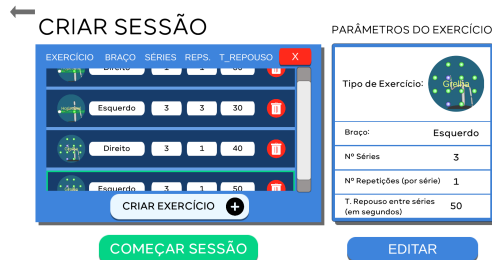 CRIAR SESSÃO
PARÂMETROS DO EXERCÍCIO
EXERCÍCIO BRAÇO SÉRIES REPS. T_REPOUSO X
Direito 1 1
Esquerdo 3 3 30
Direito 3 1 40
Esquerdo 3 1 50
CRIAR EXERCÍCIO +
COMEÇAR SESSÃO
Tipo de Exercício: Grelha
Braço: Esquerdo
Nº Séries 3
Nº Repetições (por série) 1
T. Repouso entre séries
(em segundos) 50
EDITAR